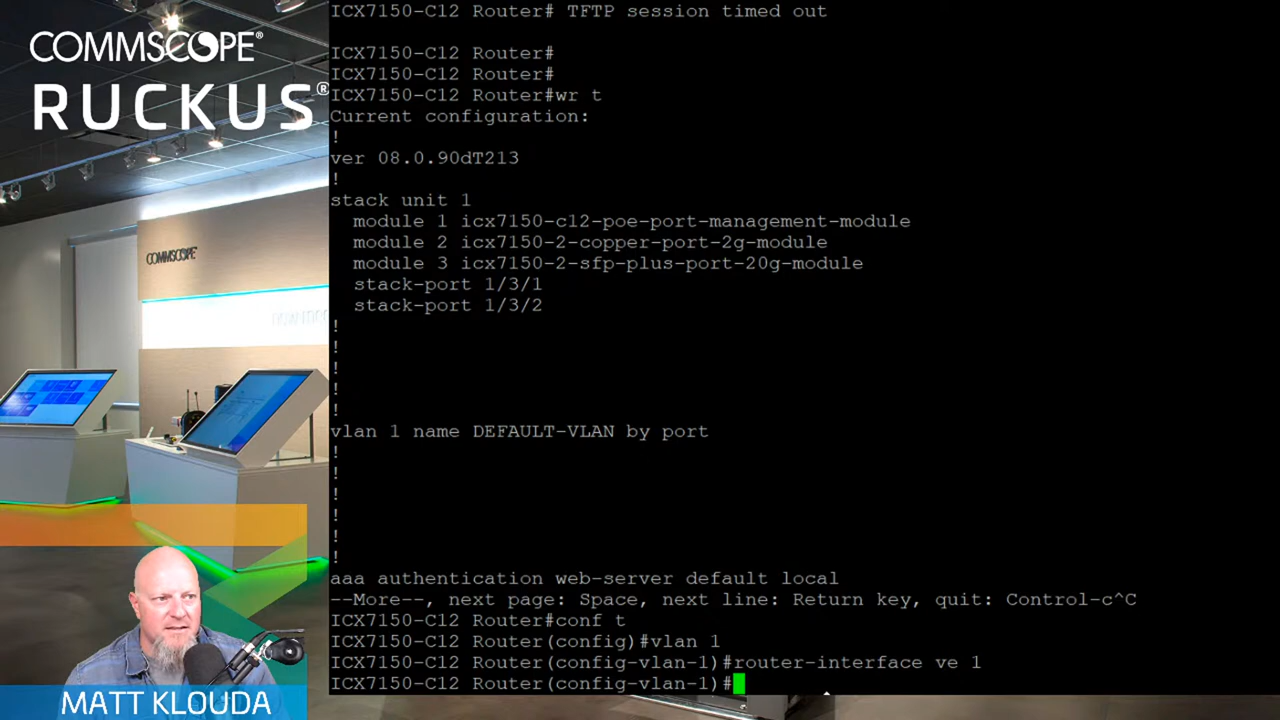 COMMSCOPE®
RUCKUS®
COMMSCOPE
MATT KLOUDA
ICX7150-C12 Router# TFTP session timed out
ICX7150-C12 Router#
ICX7150-C12 Router#
ICX7150-C12 Router#wr t
Current configuration:
!
ver 08.0.90dT213
!
stack unit 1
module 1 icx7150-c12-poe-port-management-module
module 2 icx7150-2-copper-port-2g-module
module 3 icx7150-2-sfp-plus-port-20g-module
stack-port 1/3/1
stack-port 1/3/2
!
!
!
!
!
vlan 1 name DEFAULT-VLAN by port
!
!
!
!
!
!
aaa authentication web-server default local
--More--, next page: Space, next line: Return key, quit: Control-c^C
ICX7150-C12 Router#conf t
ICX7150-C12 Router(config)#vlan 1
ICX7150-C12 Router(config-vlan-1)#router-interface ve 1
ICX7150-C12 Router(config-vlan-1)#